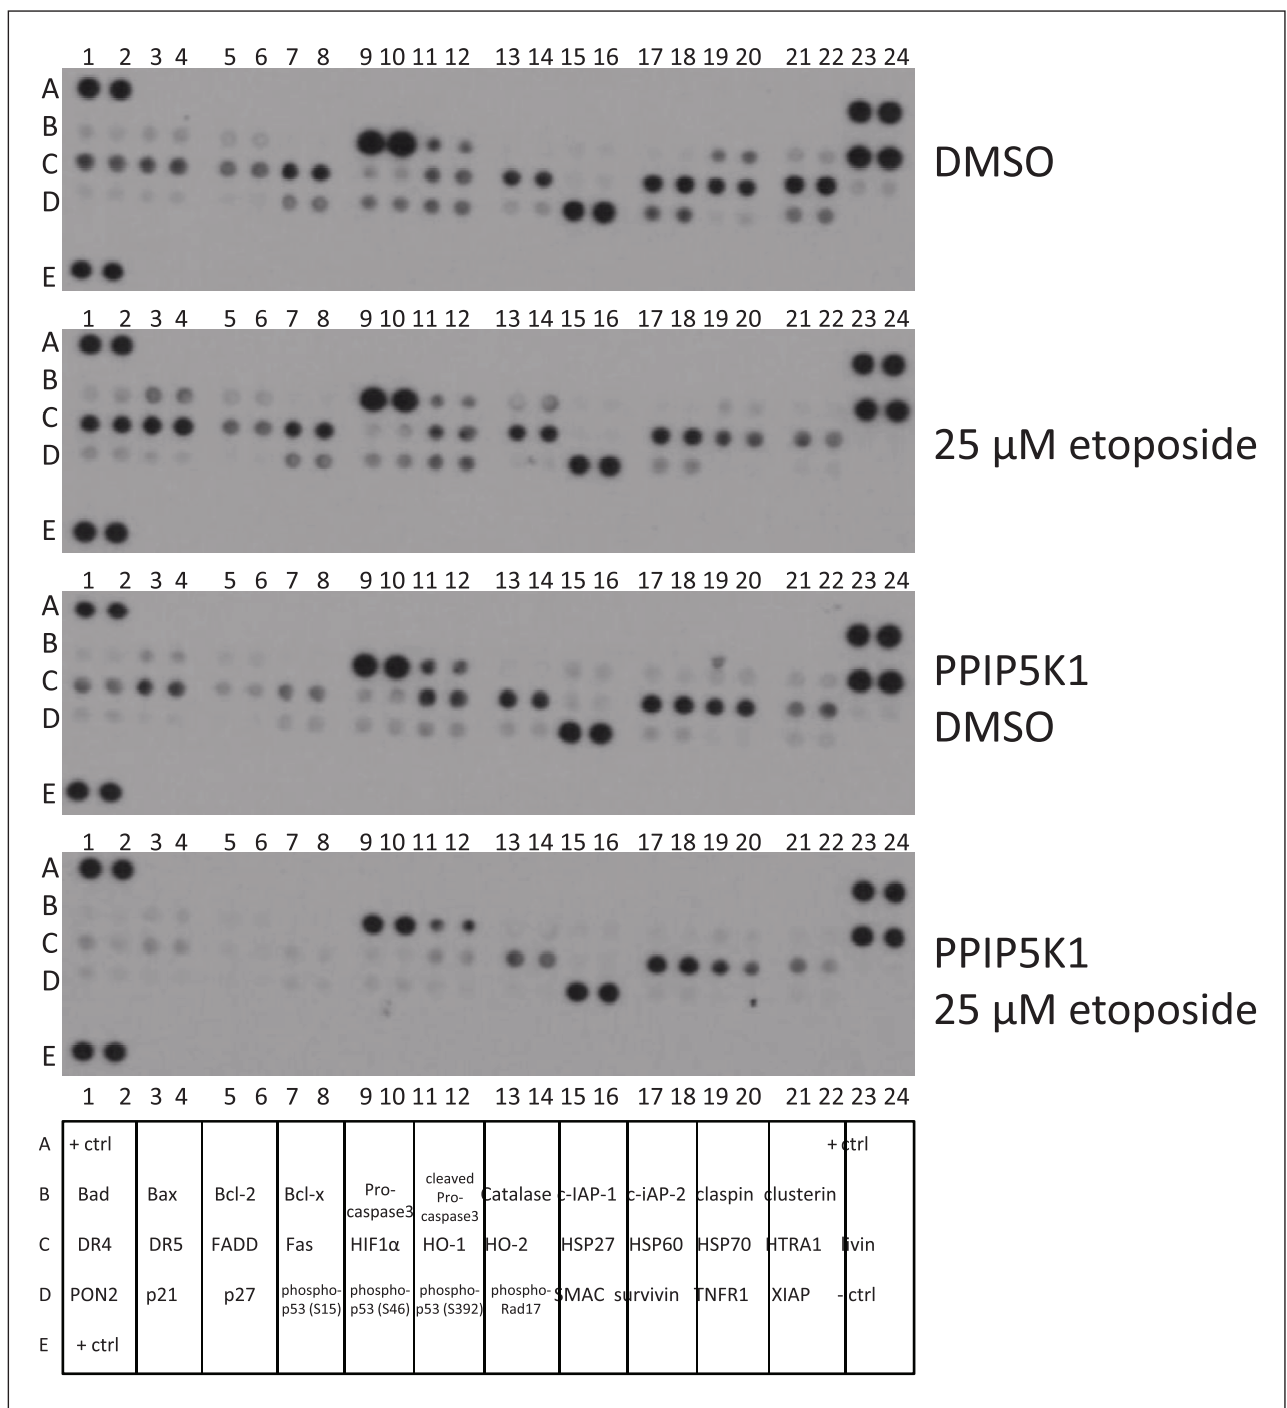 1 2 3 4 5 6 7 8 9 10 11 12 13 14 15 16 17 18 19 20 21 22 23 24
A
B
C
D
E
DMSO
1 2 3 4 5 6 7 8 9 10 11 12 13 14 15 16 17 18 19 20 21 22 23 24
A
B
C
D
E
25 µM etoposide
1 2 3 4 5 6 7 8 9 10 11 12 13 14 15 16 17 18 19 20 21 22 23 24
A
B
C
D
E
PPIP5K1
DMSO
1 2 3 4 5 6 7 8 9 10 11 12 13 14 15 16 17 18 19 20 21 22 23 24
A
B
C
D
E
PPIP5K1
25 µM etoposide
1 2 3 4 5 6 7 8 9 10 11 12 13 14 15 16 17 18 19 20 21 22 23 24
A + ctrl + ctrl
B Bad Bax Bcl-2 Bcl-x Pro-caspase3 cleaved Pro-caspase3 Catalase c-IAP-1 c-iAP-2 claspin clusterin
C DR4 DR5 FADD Fas HIF1α HO-1 HO-2 HSP27 HSP60 HSP70 HTRA1 livin
D PON2 p21 p27 phospho-p53 (S15) phospho-p53 (S46) phospho-p53 (S392) phospho-Rad17 SMAC survivin TNFR1 XIAP - ctrl
E + ctrl